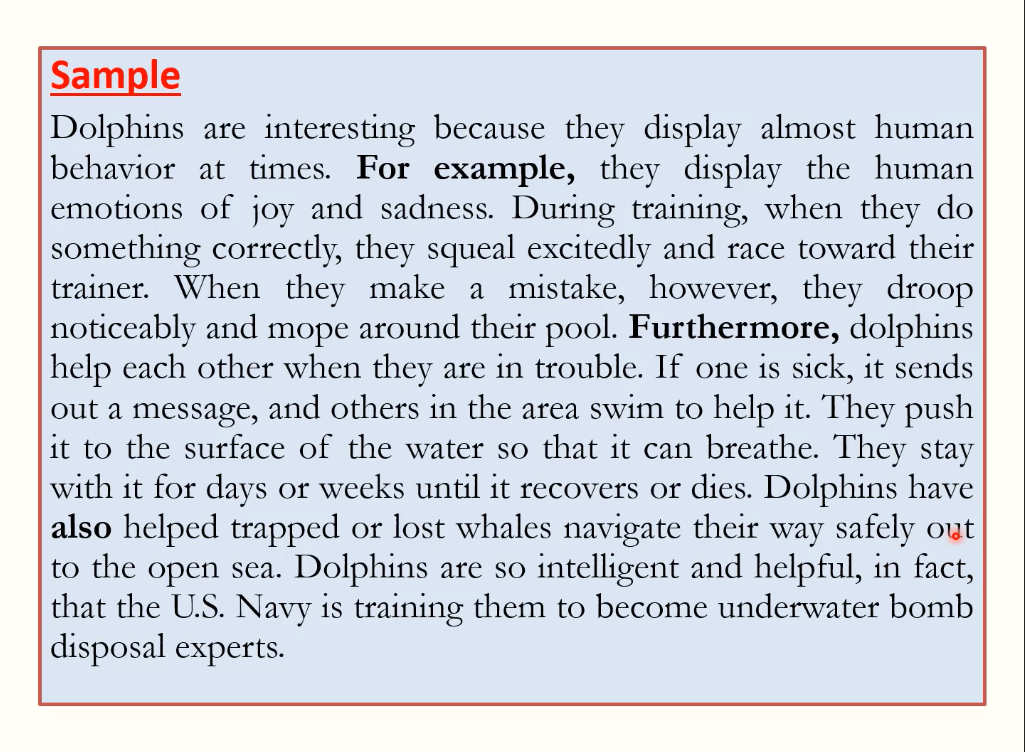 Sample
Dolphins are interesting because they display almost human
behavior at times. For example, they display the human
emotions of joy and sadness. During training, when they do
something correctly, they squeal excitedly and race toward their
trainer. When they make a mistake, however, they droop
noticeably and mope around their pool. Furthermore, dolphins
help each other when they are in trouble. If one is sick, it sends
out a message, and others in the area swim to help it. They push
it to the surface of the water so that it can breathe. They stay
with it for days or weeks until it recovers or dies. Dolphins have
also helped trapped or lost whales navigate their way safely out
to the open sea. Dolphins are so intelligent and helpful, in fact,
that the U.S. Navy is training them to become underwater bomb
disposal experts.